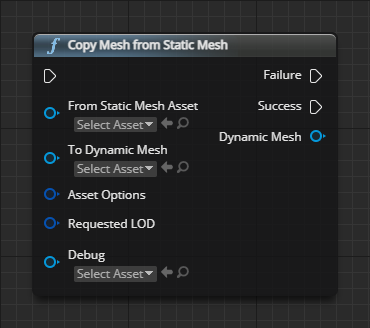 Copy Mesh from Static Mesh
Failure
From Static Mesh Asset
Success
Select Asset
Dynamic Mesh
To Dynamic Mesh
Select Asset
Asset Options
Requested LOD
Debug
Select Asset